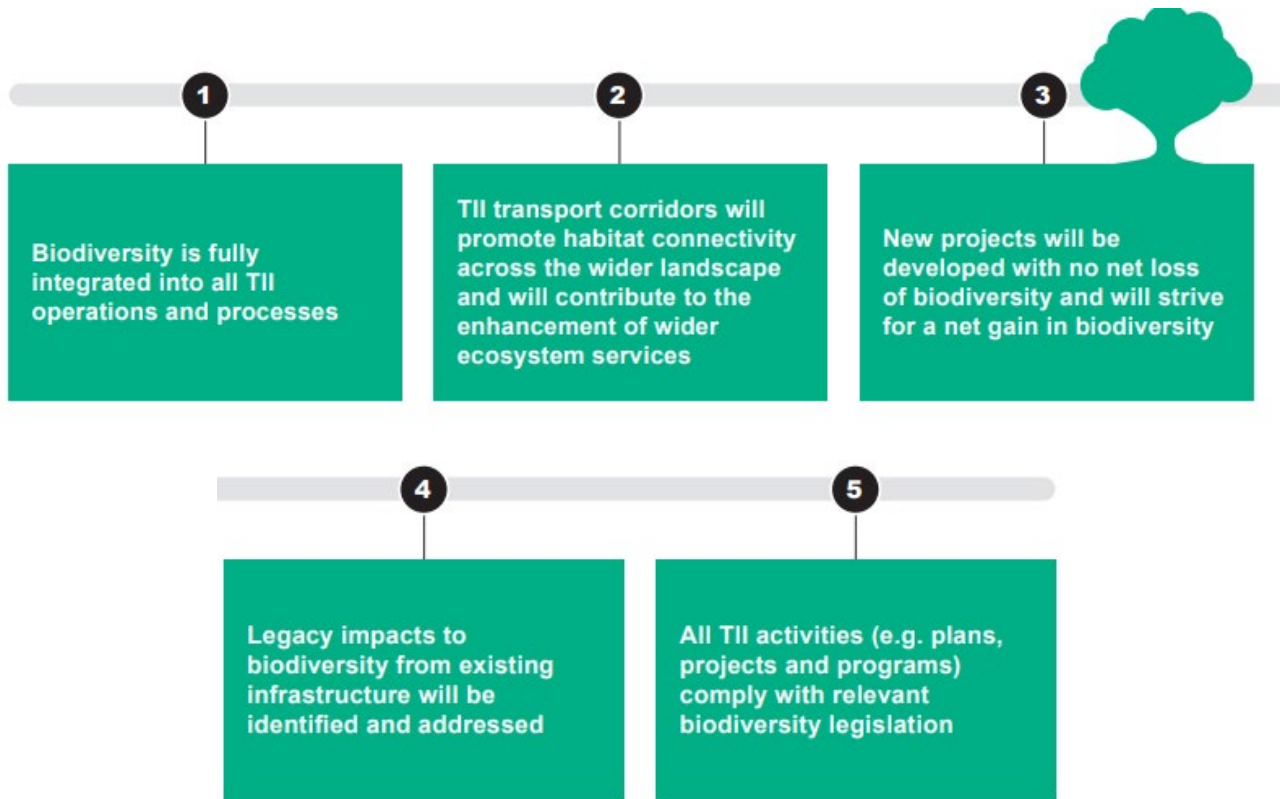 1
Biodiversity is fully
integrated into all TII
operations and processes
2
TII transport corridors will
promote habitat connectivity
across the wider landscape
and will contribute to the
enhancement of wider
ecosystem services
3
New projects will be
developed with no net loss
of biodiversity and will strive
for a net gain in biodiversity
4
Legacy impacts to
biodiversity from existing
infrastructure will be
identified and addressed
5
All TII activities (e.g. plans,
projects and programs)
comply with relevant
biodiversity legislation